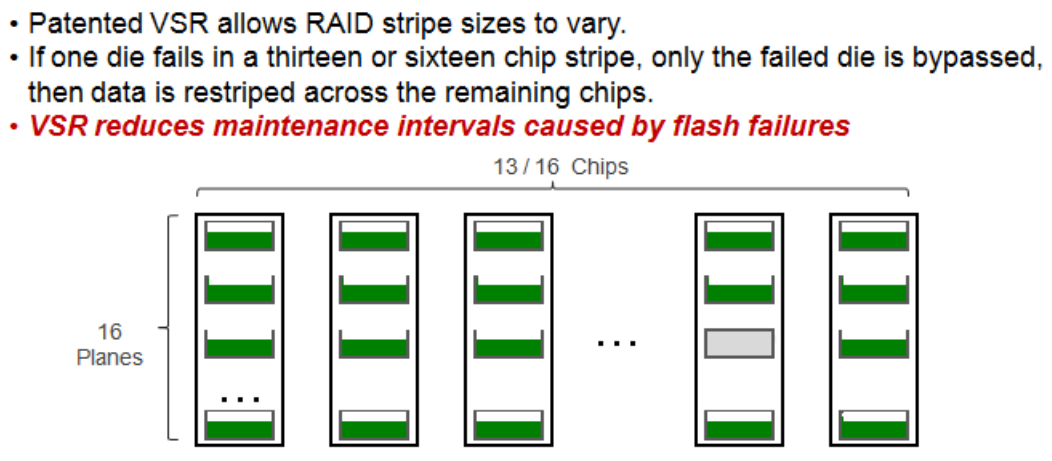 • Patented VSR allows RAID stripe sizes to vary.
• If one die fails in a thirteen or sixteen chip stripe, only the failed die is bypassed,
then data is restriped across the remaining chips.
• VSR reduces maintenance intervals caused by flash failures
13 / 16 Chips
16
Planes
...
...